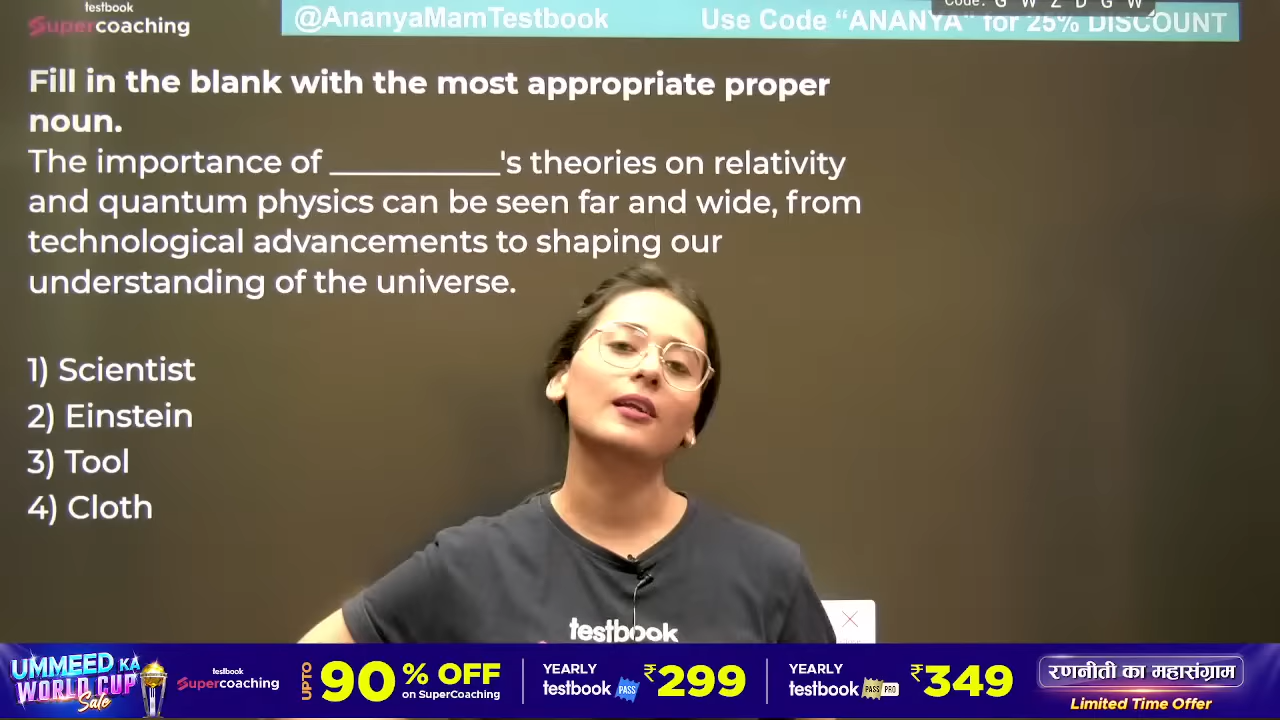 testbook
Supercoaching
@AnanyaMamTestbook
Use Code “ANANYA” for 25% DISCOUNT
Code: G W Z D G W
Fill in the blank with the most appropriate proper
noun.
The importance of __________'s theories on relativity
and quantum physics can be seen far and wide, from
technological advancements to shaping our
understanding of the universe.
1) Scientist
2) Einstein
3) Tool
4) Cloth
testbook
UMMEED KA
WORLD CUP
Sale
testbook
Supercoaching
UPTO 90% OFF
on SuperCoaching
YEARLY
testbook PASS
₹299
YEARLY
testbook PASS PRO
₹349
रणनीती का महासंग्राम
Limited Time Offer